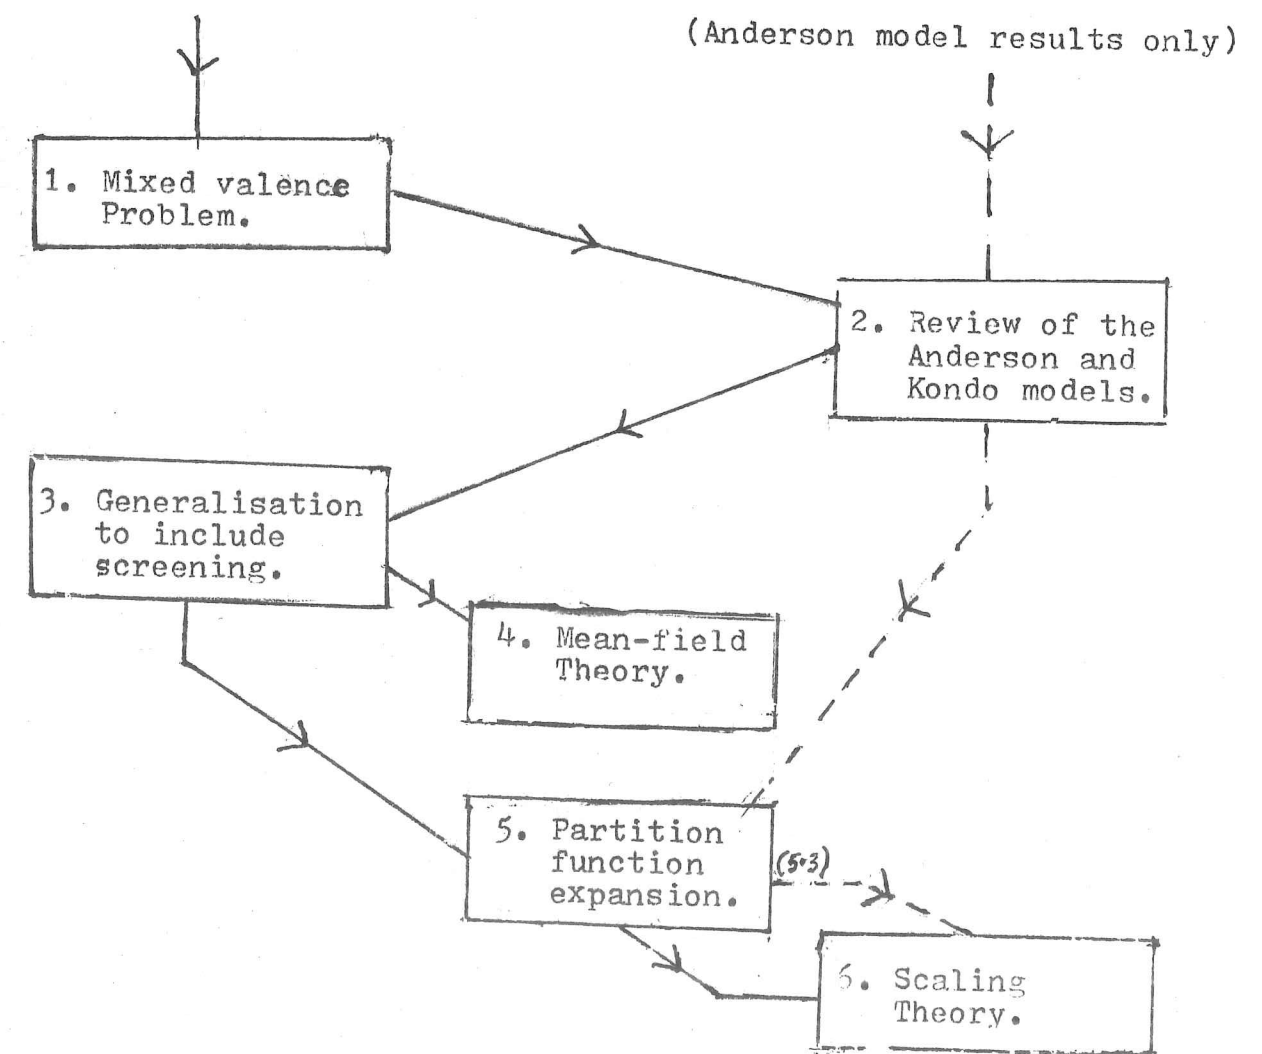 (Anderson model results only)
1. Mixed valence
Problem.
2. Review of the
Anderson and
Kondo models.
3. Generalisation
to include
screening.
4. Mean-field
Theory.
5. Partition
function
expansion.
(5.3)
6. Scaling
Theory.